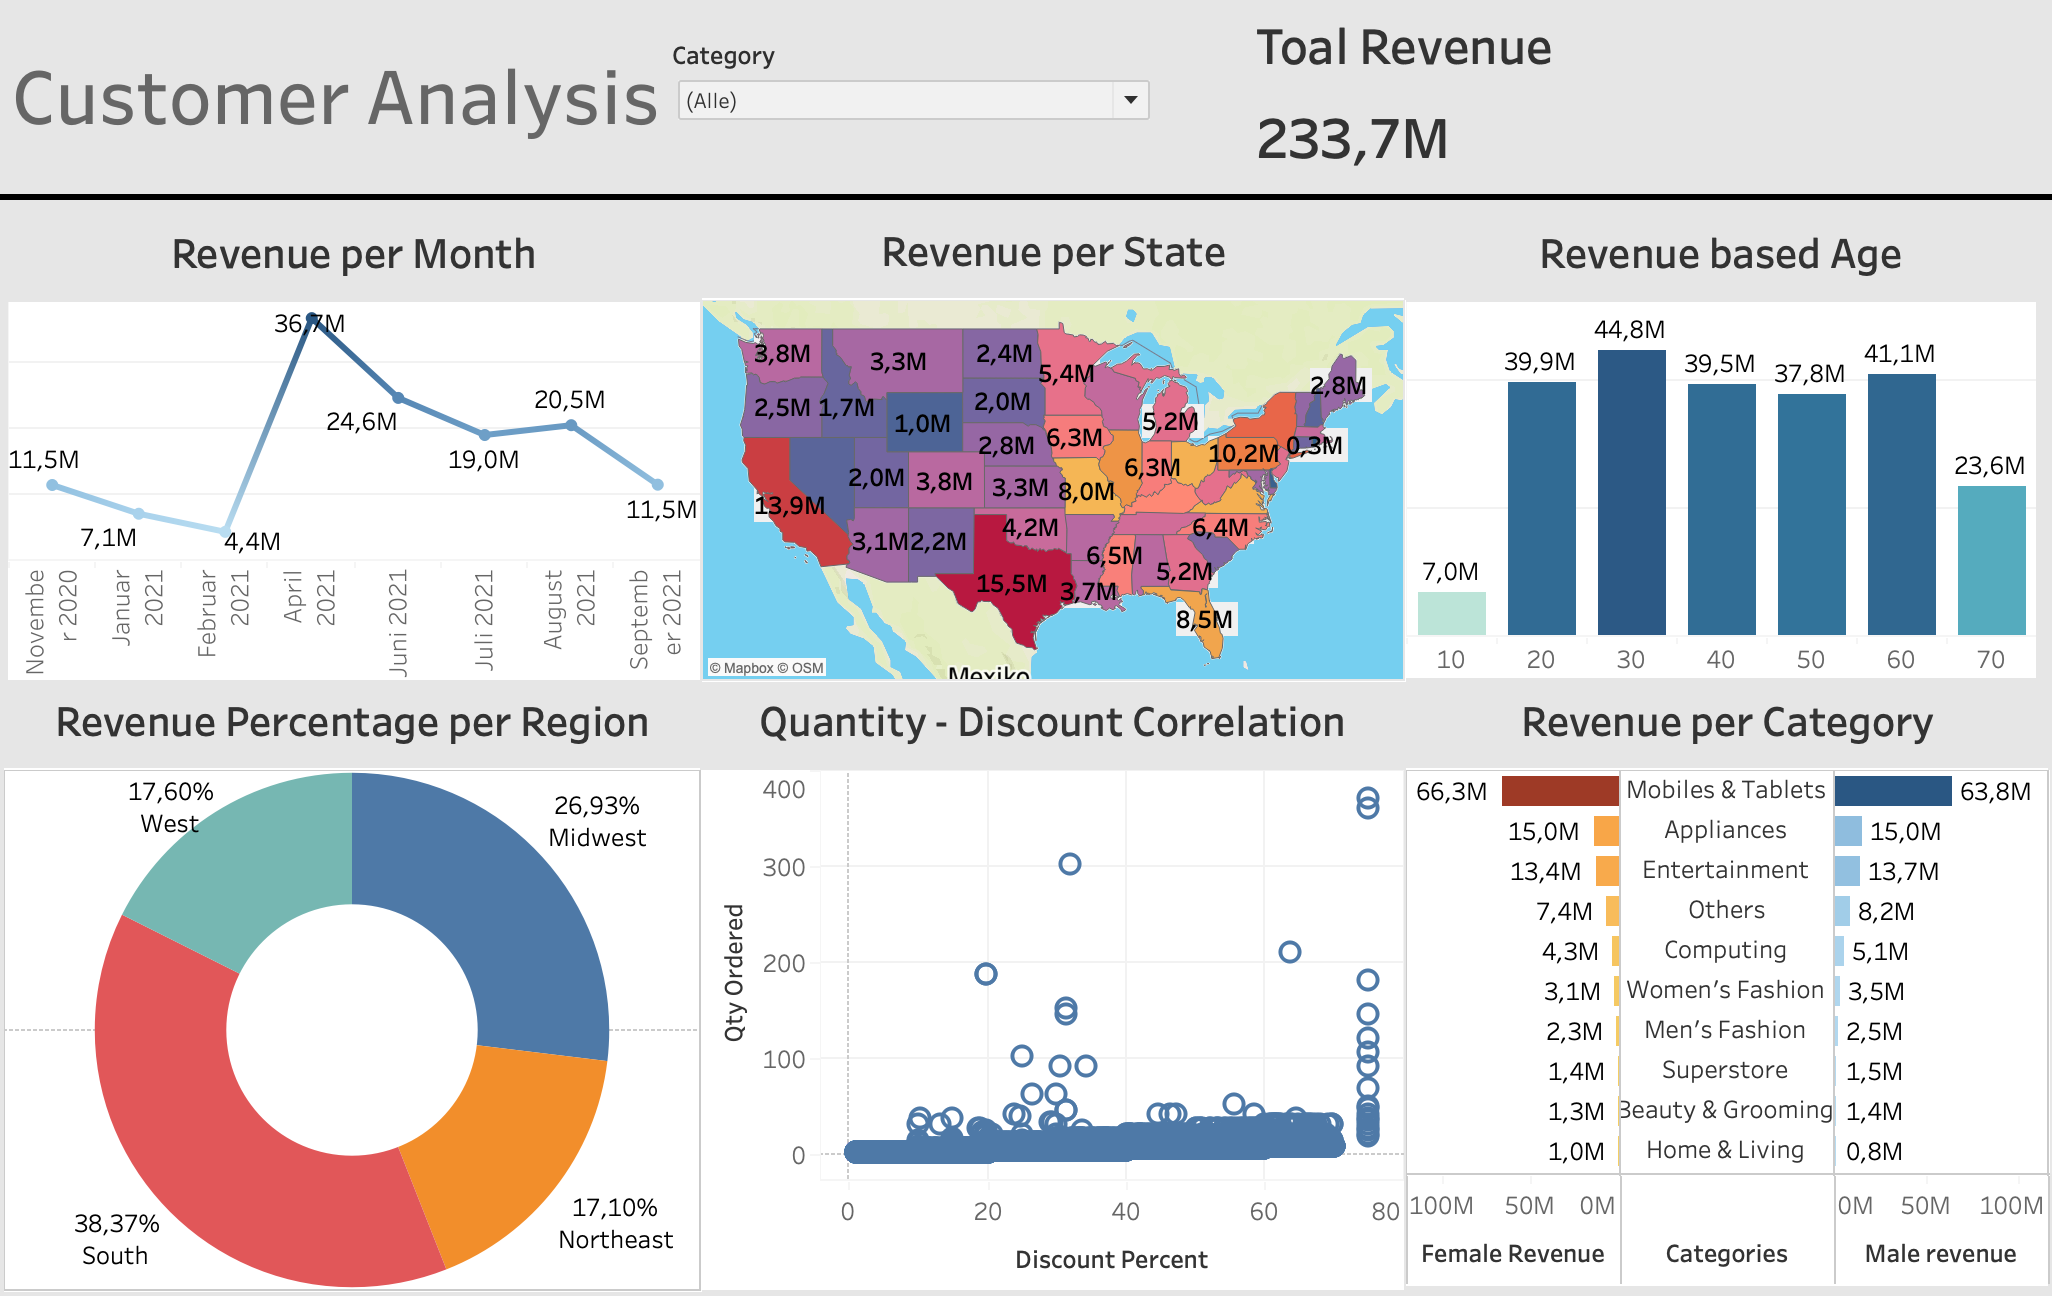 Customer Analysis
Category
(Alle)
Toal Revenue
233,7M
Revenue per Month
36,7M
24,6M
20,5M
19,0M
11,5M
7,1M
4,4M
11,5M
Novembe
r 2020
Januar
2021
Februar
2021
April
2021
Juni 2021
Juli 2021
August
2021
Septemb
er 2021
Revenue per State
3,8M
3,3M
2,4M
5,4M
2,8M
2,5M
1,7M
1,0M
2,0M
5,2M
6,3M
2,8M
10,2M
0,3M
2,0M
3,8M
3,3M
8,0M
6,3M
13,9M
3,1M
2,2M
4,2M
6,4M
6,5M
5,2M
15,5M
3,7M
8,5M
© Mapbox © OSM
Mexiko
Revenue based Age
7,0M
39,9M
44,8M
39,5M
37,8M
41,1M
23,6M
10
20
30
40
50
60
70
Revenue Percentage per Region
17,60%
West
26,93%
Midwest
38,37%
South
17,10%
Northeast
Quantity - Discount Correlation
Qty Ordered
400
300
200
100
0
0
20
40
60
80
Discount Percent
Revenue per Category
66,3M Mobiles & Tablets 63,8M
15,0M Appliances 15,0M
13,4M Entertainment 13,7M
7,4M Others 8,2M
4,3M Computing 5,1M
3,1M Women's Fashion 3,5M
2,3M Men's Fashion 2,5M
1,4M Superstore 1,5M
1,3M Beauty & Grooming 1,4M
1,0M Home & Living 0,8M
100M 50M 0M 0M 50M 100M
Female Revenue Categories Male revenue